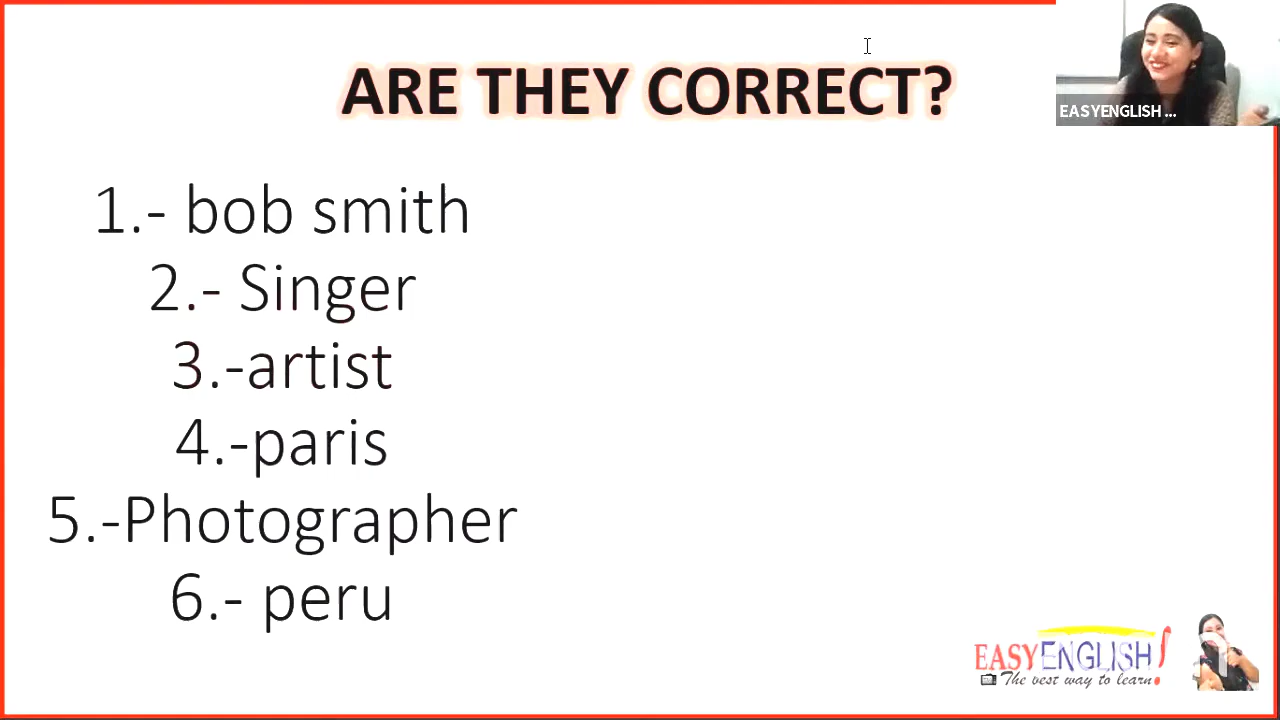 ARE THEY CORRECT?
EASYENGLISH ...
1.- bob smith
2.- Singer
3.-artist
4.-paris
5.-Photographer
6.- peru
EASYENGLISH!
The best way to learn!